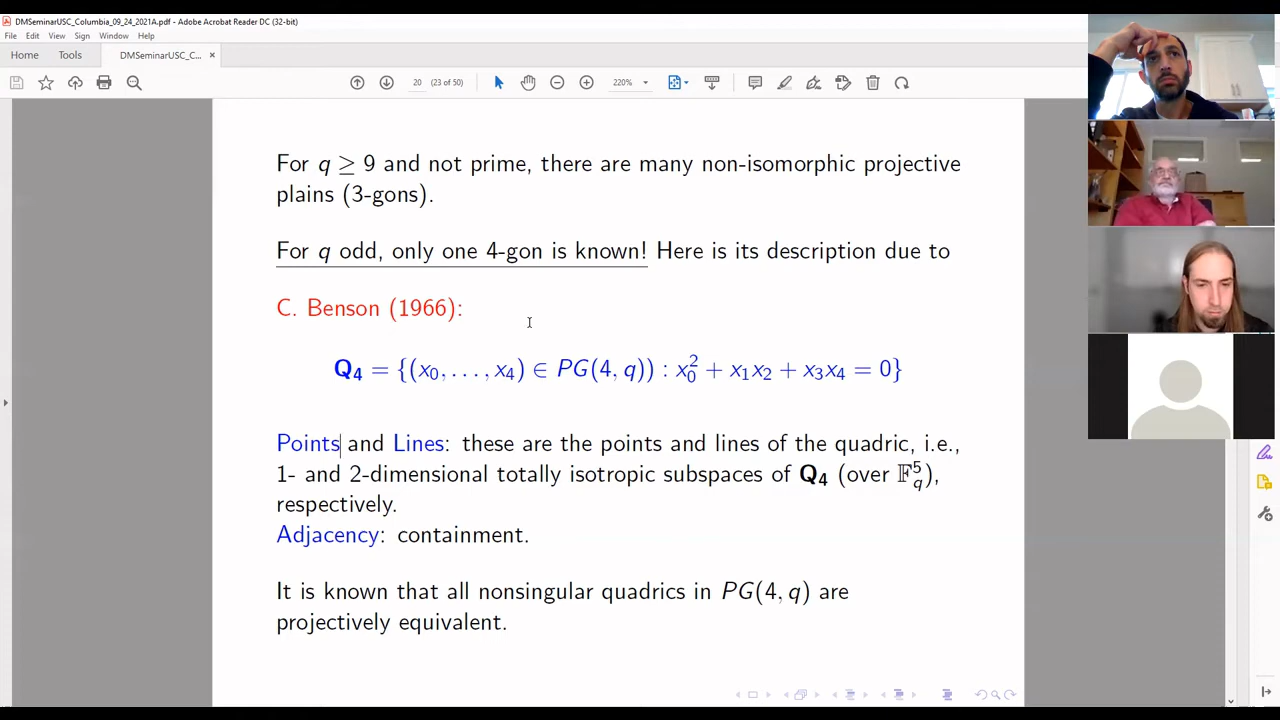 DMSeminarUSC_Columbia_09_24_2021A.pdf - Adobe Acrobat Reader DC (32-bit)
File Edit View Sign Window Help
Home Tools DMSeminarUSC_C... ×
20 (23 of 50) 220%
For q ≥ 9 and not prime, there are many non-isomorphic projective
plains (3-gons).
For q odd, only one 4-gon is known! Here is its description due to
C. Benson (1966):
Q₄ = {(x₀, . . . , x₄) ∈ PG(4, q)) : x₀² + x₁x₂ + x₃x₄ = 0}
Points and Lines: these are the points and lines of the quadric, i.e.,
1- and 2-dimensional totally isotropic subspaces of Q₄ (over 𝔽_q^5),
respectively.
Adjacency: containment.
It is known that all nonsingular quadrics in PG(4, q) are
projectively equivalent.